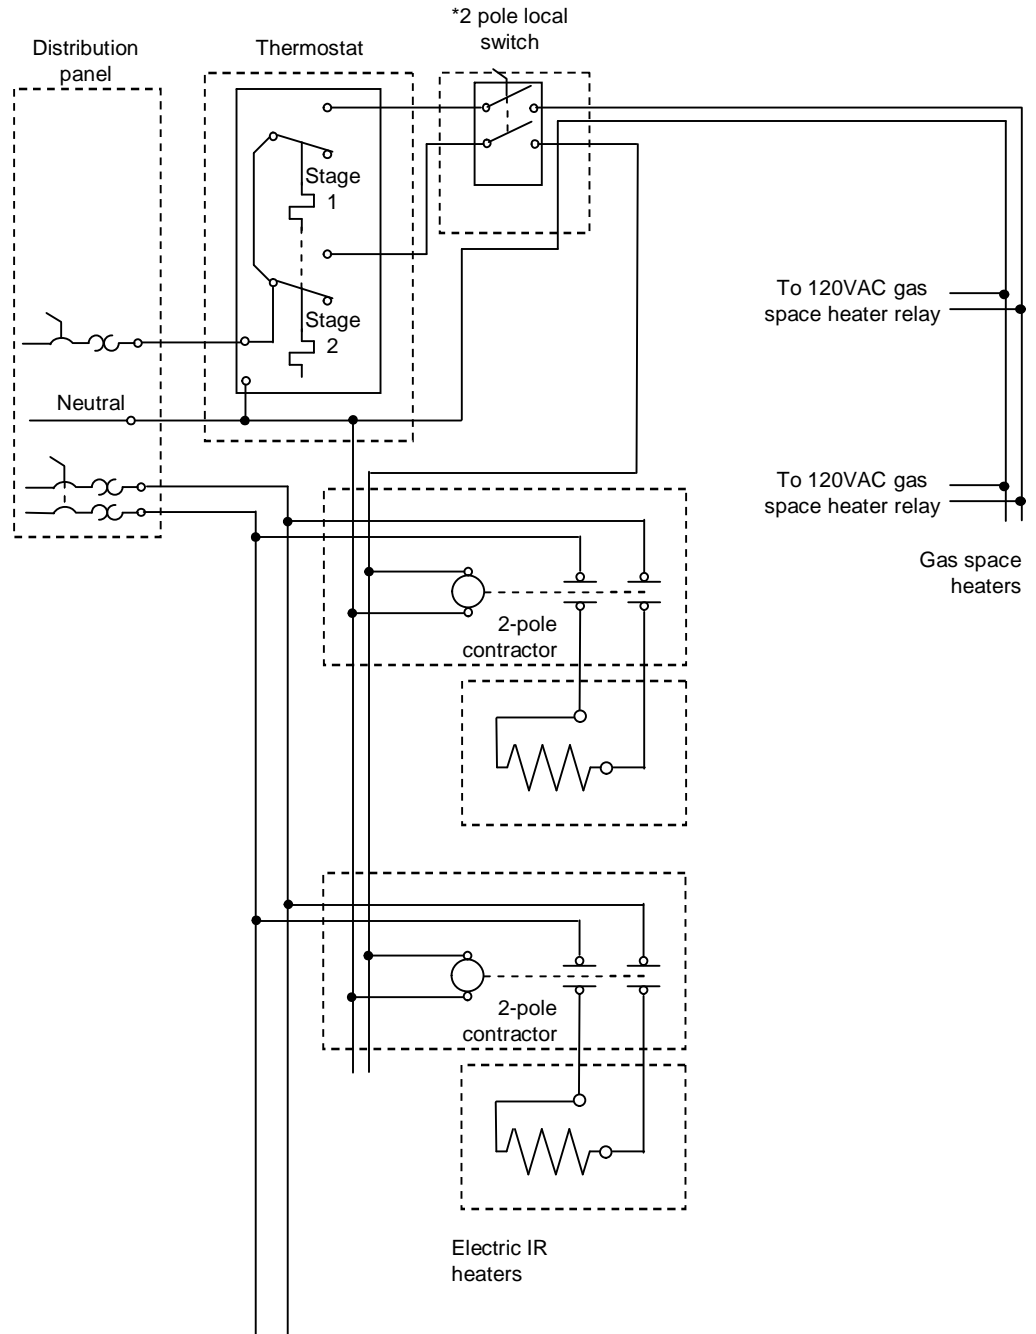 *2 pole local
switch
Distribution
panel
Thermostat
Stage
1
Stage
2
Neutral
To 120VAC gas
space heater relay
To 120VAC gas
space heater relay
Gas space
heaters
2-pole
contractor
2-pole
contractor
Electric IR
heaters